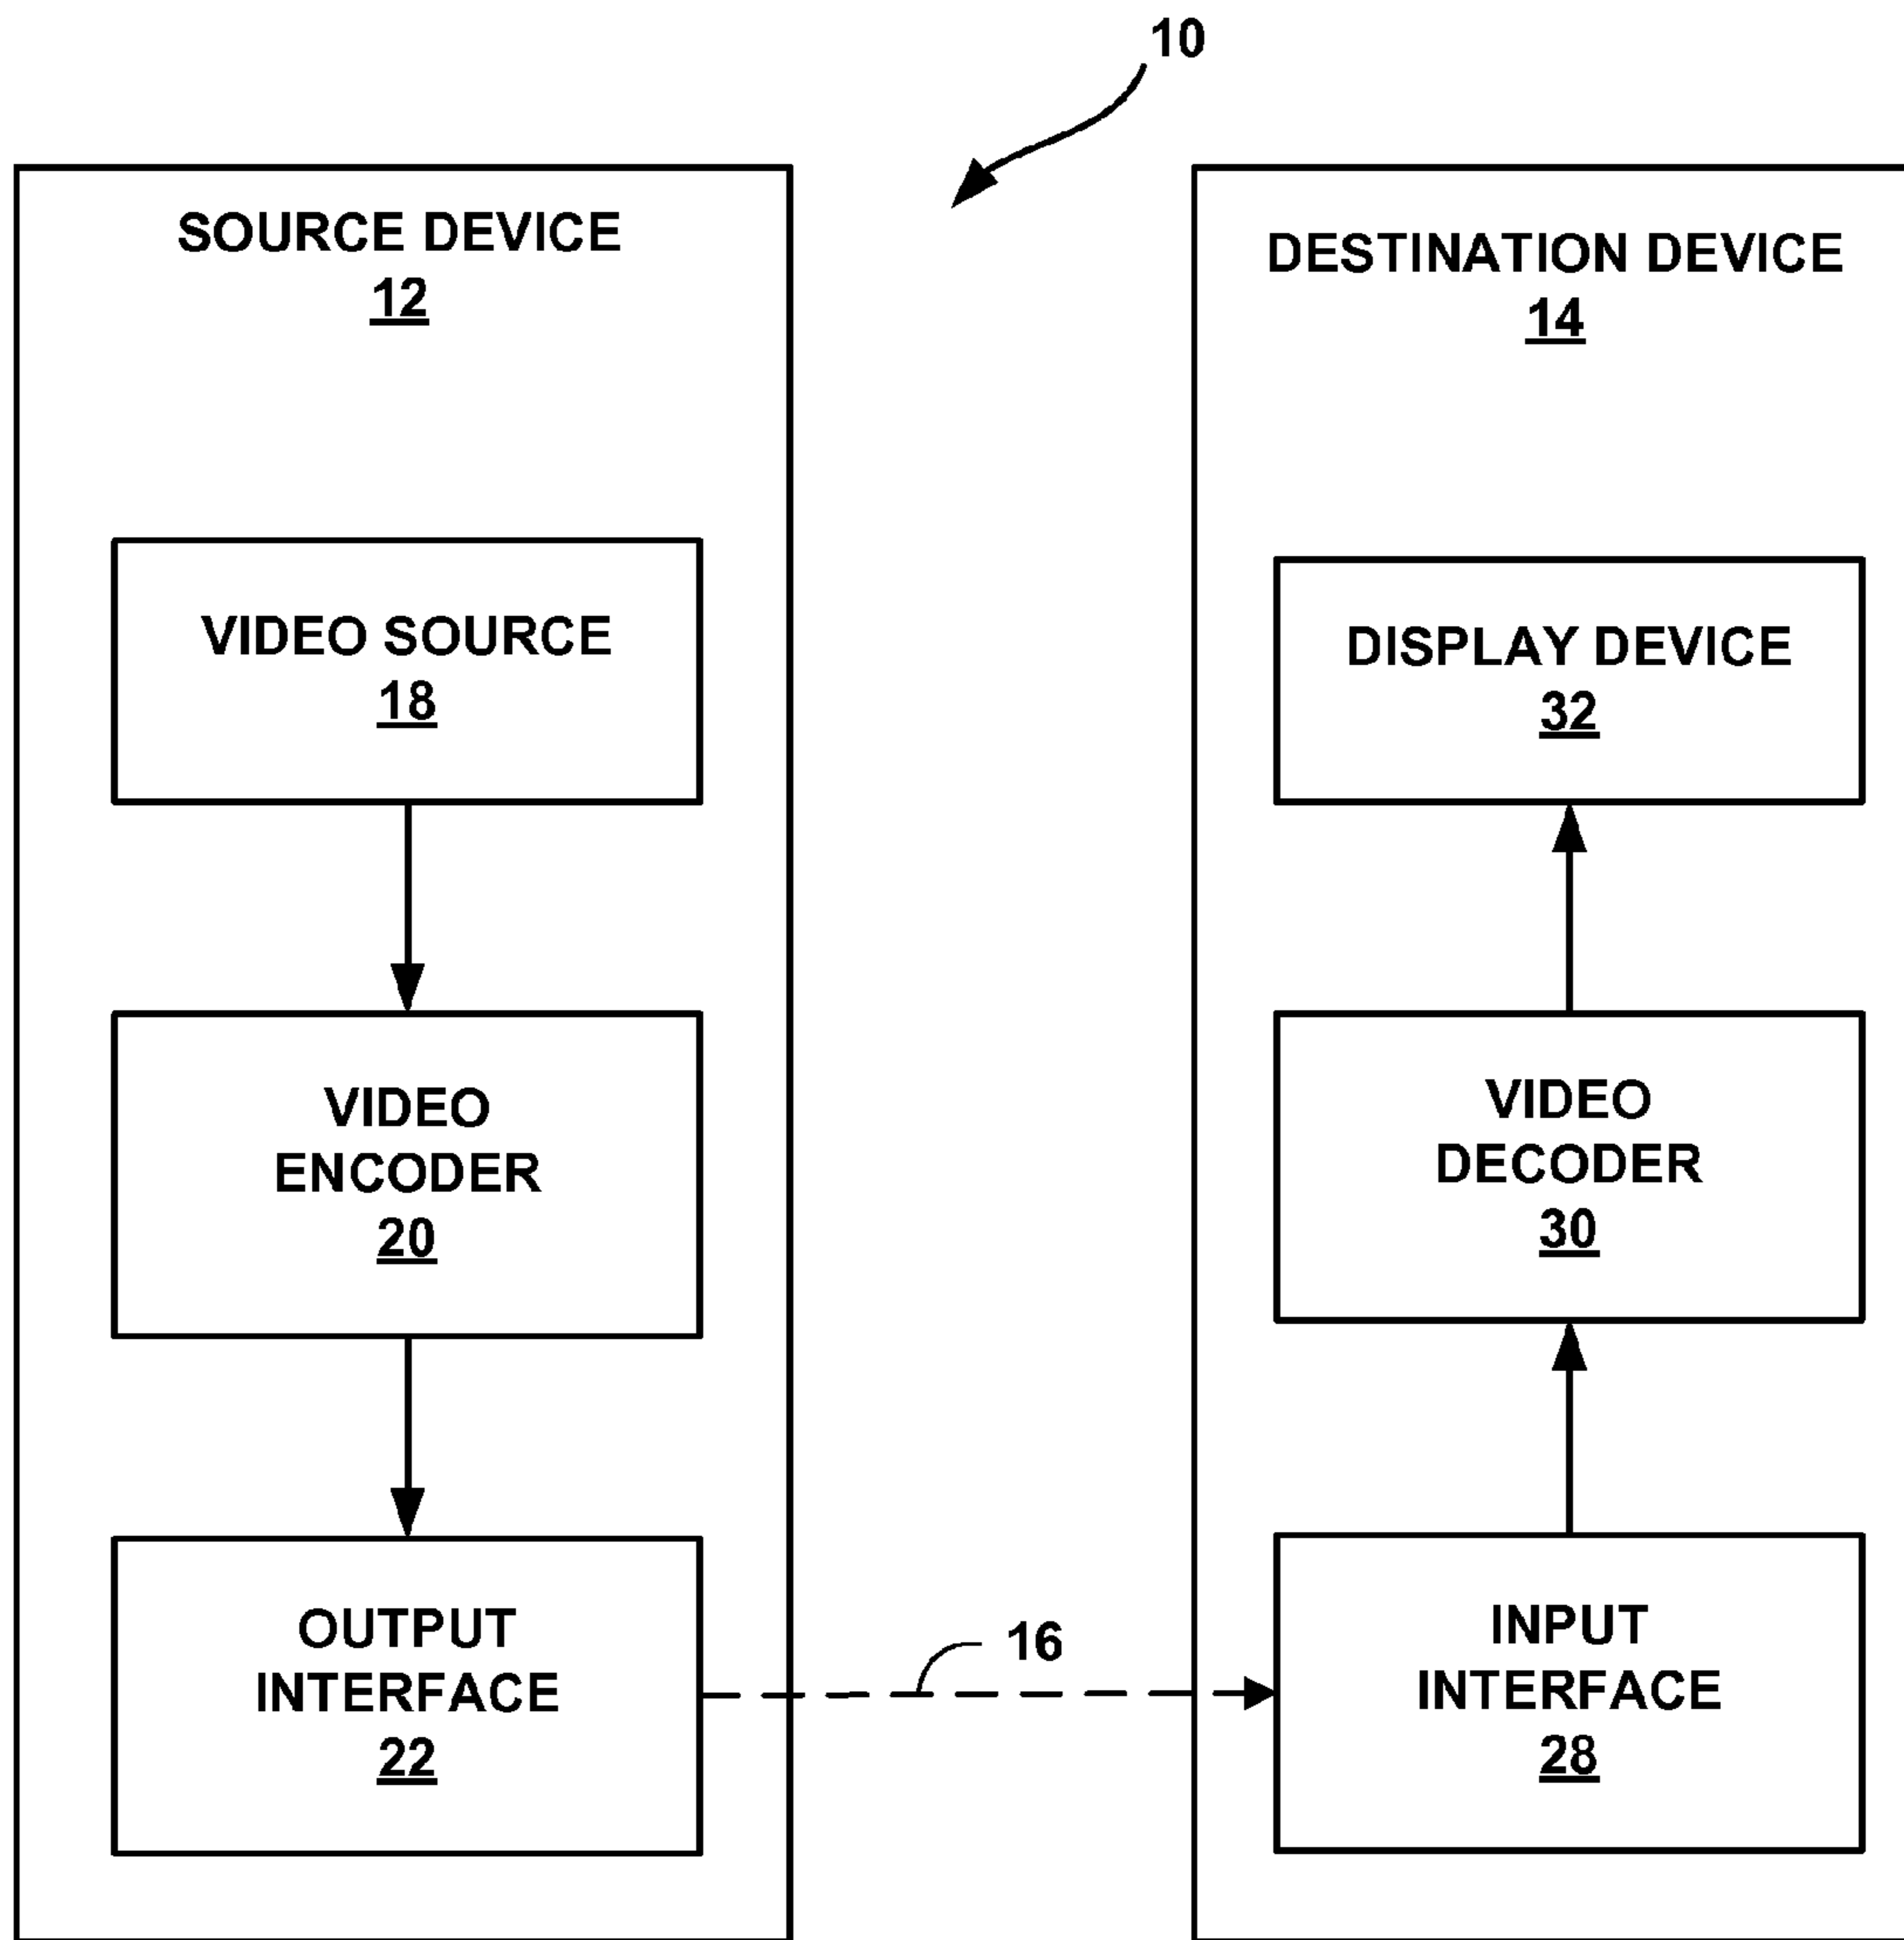 10
SOURCE DEVICE
12
VIDEO SOURCE
18
VIDEO
ENCODER
20
OUTPUT
INTERFACE
22
16
DESTINATION DEVICE
14
DISPLAY DEVICE
32
VIDEO
DECODER
30
INPUT
INTERFACE
28